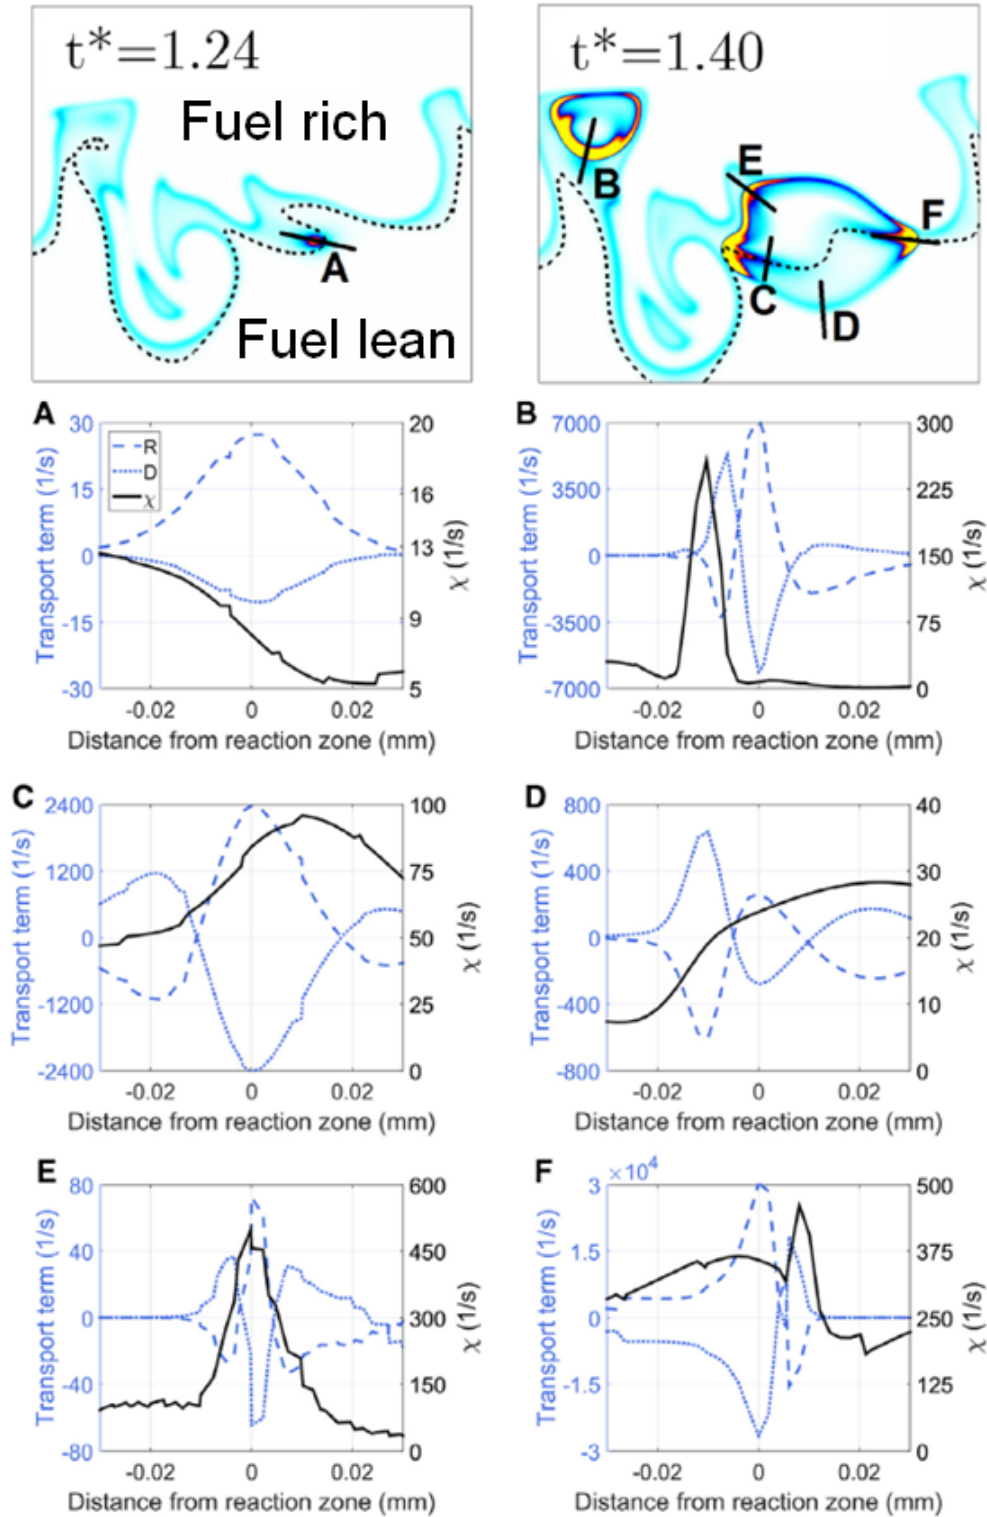 t*=1.24
Fuel rich
A
Fuel lean
t*=1.40
B
E
F
C
D
A
30
15
0
-15
-30
Transport term (1/s)
R
D
χ
20
16
13
9
5
χ (1/s)
-0.02 0 0.02
Distance from reaction zone (mm)
B
7000
3500
0
-3500
-7000
Transport term (1/s)
300
225
150
75
0
χ (1/s)
-0.02 0 0.02
Distance from reaction zone (mm)
C
2400
1200
0
-1200
-2400
Transport term (1/s)
100
75
50
25
0
χ (1/s)
-0.02 0 0.02
Distance from reaction zone (mm)
D
800
400
0
-400
-800
Transport term (1/s)
40
30
20
10
0
χ (1/s)
-0.02 0 0.02
Distance from reaction zone (mm)
E
80
40
0
-40
-80
Transport term (1/s)
600
450
300
150
0
χ (1/s)
-0.02 0 0.02
Distance from reaction zone (mm)
F
×10⁴
3
1.5
0
-1.5
-3
Transport term (1/s)
500
375
250
125
0
χ (1/s)
-0.02 0 0.02
Distance from reaction zone (mm)